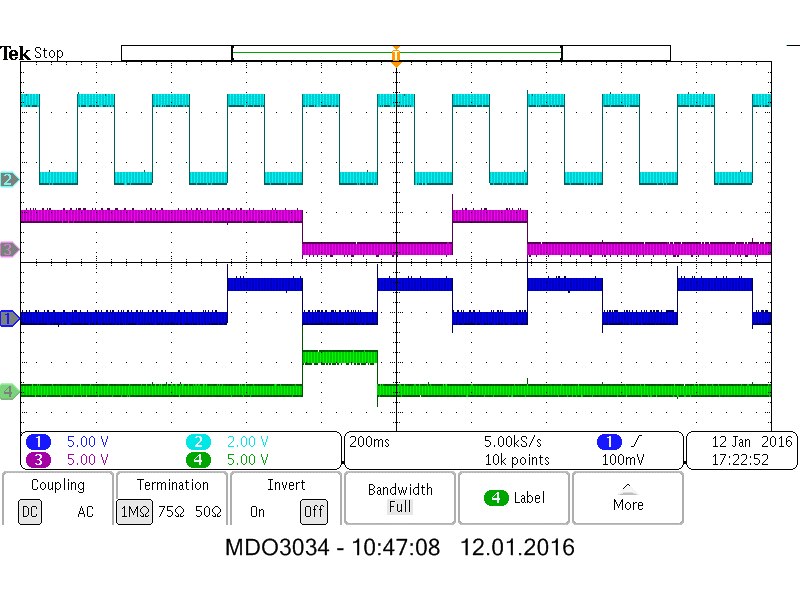 Tek Stop
T
2
3
1
4
1 5.00 V 2 2.00 V
3 5.00 V 4 5.00 V
200ms 5.00kS/s
10k points
1 100mV
12 Jan 2016
17:22:52
Coupling
DC AC
Termination
1MΩ 75Ω 50Ω
Invert
On Off
Bandwidth
Full
4 Label
More
MDO3034 - 10:47:08 12.01.2016